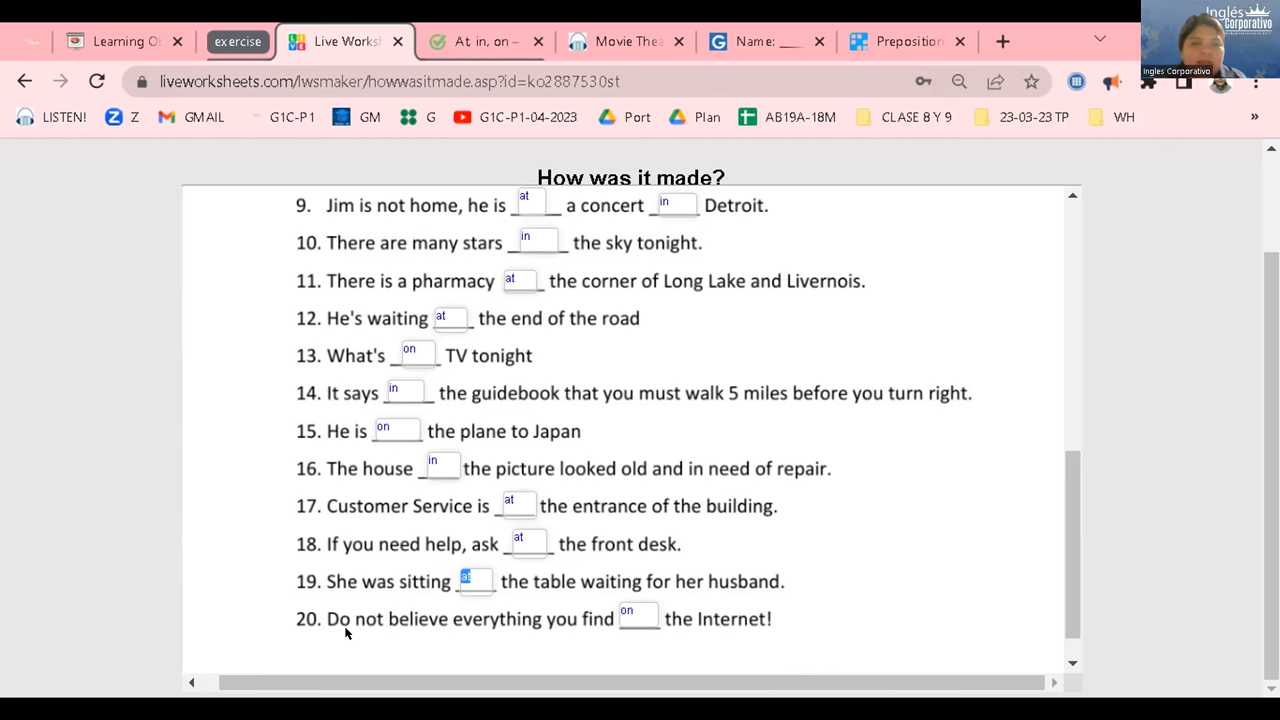 Learning Ou
exercise
Live Worksh
At, in, on –
Movie Thea
Name: ____
Preposition
Inglés
Corporativo
Ingles Corporativo
liveworksheets.com/lwsmaker/howwasitmade.asp?id=ko2887530st
LISTEN!
Z
GMAIL
G1C-P1
GM
G
G1C-P1-04-2023
Port
Plan
AB19A-18M
CLASE 8 Y 9
23-03-23 TP
WH
»
How was it made?
9. Jim is not home, he is at a concert in Detroit.
10. There are many stars in the sky tonight.
11. There is a pharmacy at the corner of Long Lake and Livernois.
12. He's waiting at the end of the road
13. What's on TV tonight
14. It says in the guidebook that you must walk 5 miles before you turn right.
15. He is on the plane to Japan
16. The house in the picture looked old and in need of repair.
17. Customer Service is at the entrance of the building.
18. If you need help, ask at the front desk.
19. She was sitting at the table waiting for her husband.
20. Do not believe everything you find on the Internet!